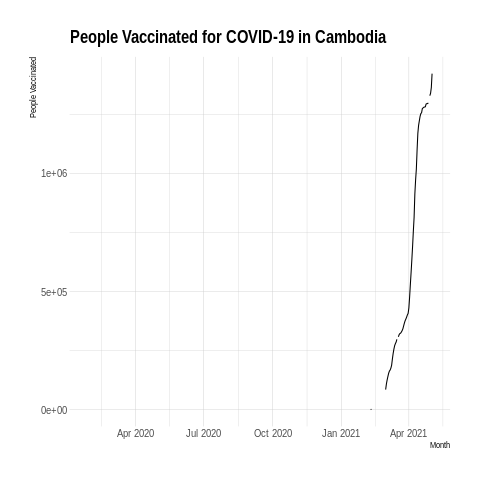 People Vaccinated for COVID-19 in Cambodia
People Vaccinated
1e+06
5e+05
0e+00
Apr 2020 Jul 2020 Oct 2020 Jan 2021 Apr 2021
Month